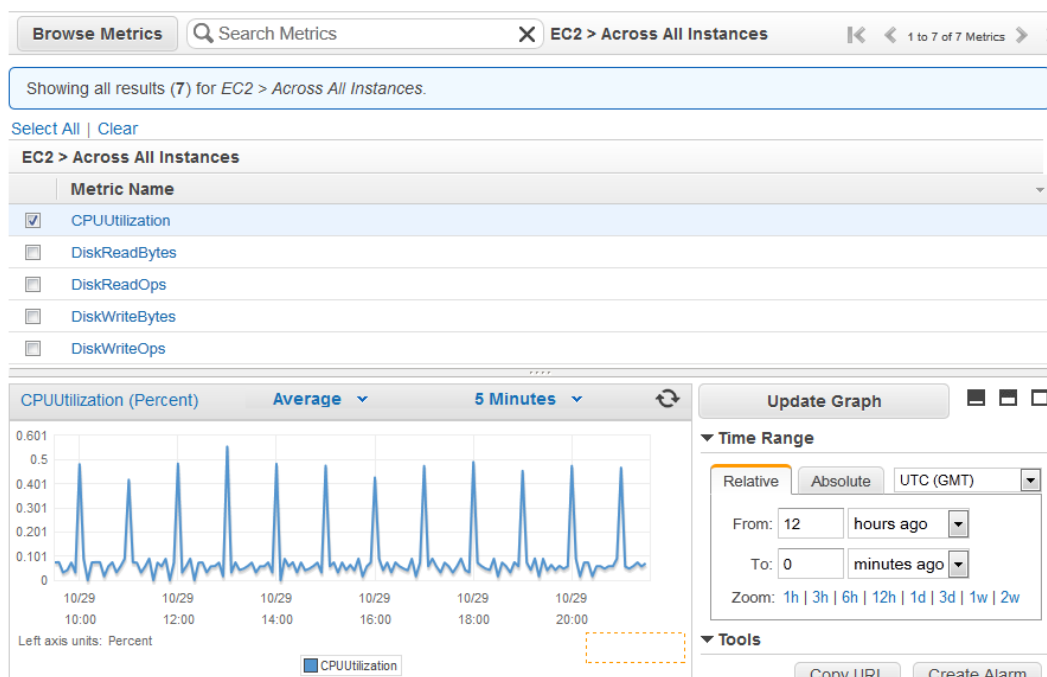 Browse Metrics Search Metrics EC2 > Across All Instances 1 to 7 of 7 Metrics
Showing all results (7) for EC2 > Across All Instances.
Select All | Clear
EC2 > Across All Instances
Metric Name
CPUUtilization
DiskReadBytes
DiskReadOps
DiskWriteBytes
DiskWriteOps
CPUUtilization (Percent) Average 5 Minutes
0.601
0.5
0.401
0.301
0.201
0.101
0
10/29 10/29 10/29 10/29 10/29 10/29
10:00 12:00 14:00 16:00 18:00 20:00
Left axis units: Percent
CPUUtilization
Update Graph
Time Range
Relative Absolute UTC (GMT)
From: 12 hours ago
To: 0 minutes ago
Zoom: 1h | 3h | 6h | 12h | 1d | 3d | 1w | 2w
Tools
Copy URL Create Alarm